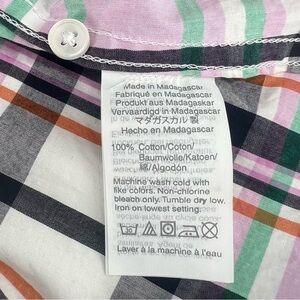 Made in Madagascar
Fabriqué en Madagascar
Produkt aus Madagaskar
Vervaardigd in Madagascar
マダガスカル 製
Hecho en Madagascar
100% Cotton/Coton/
Baumwolle/Katoen/
綿/Algodón
Machine wash cold with
like colors. Non-chlorine
bleach only. Tumble dry low.
Iron on lowest setting.
Laver à la machine à l'eau